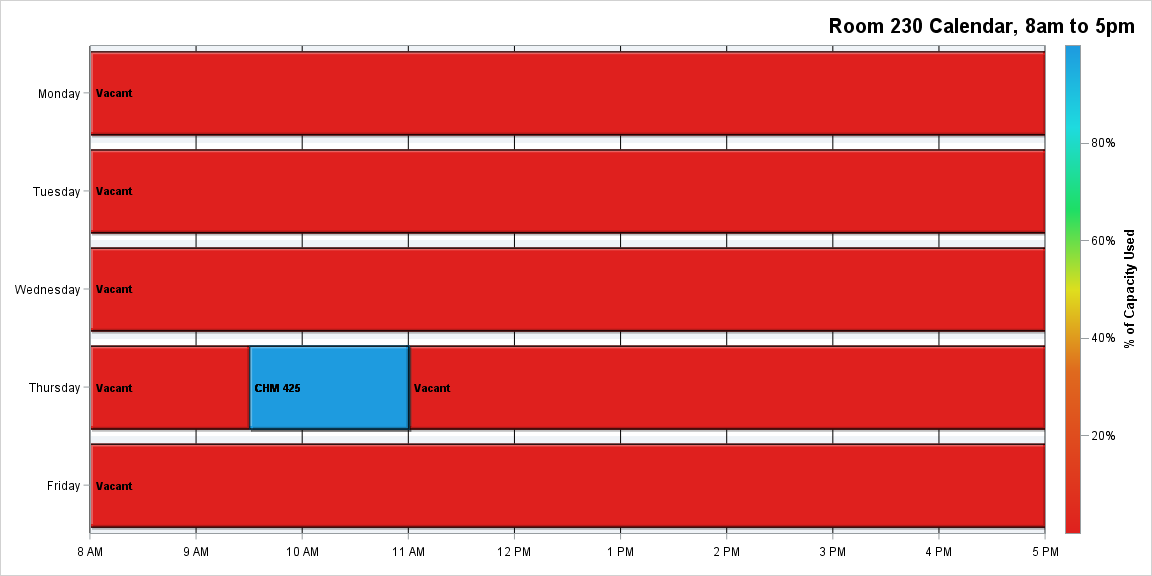 Room 230 Calendar, 8am to 5pm
Monday
Vacant
Tuesday
Vacant
Wednesday
Vacant
Thursday
Vacant
CHM 425
Vacant
Friday
Vacant
8 AM
9 AM
10 AM
11 AM
12 PM
1 PM
2 PM
3 PM
4 PM
5 PM
80%
60%
40%
20%
% of Capacity Used